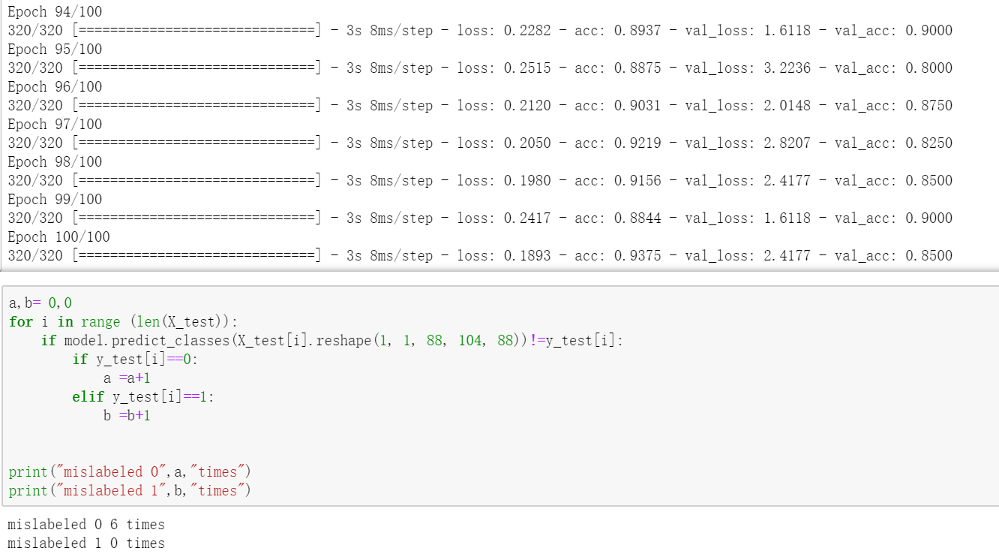 Epoch 94/100
320/320 [==============================] - 3s 8ms/step - loss: 0.2282 - acc: 0.8937 - val_loss: 1.6118 - val_acc: 0.9000
Epoch 95/100
320/320 [==============================] - 3s 8ms/step - loss: 0.2515 - acc: 0.8875 - val_loss: 3.2236 - val_acc: 0.8000
Epoch 96/100
320/320 [==============================] - 3s 8ms/step - loss: 0.2120 - acc: 0.9031 - val_loss: 2.0148 - val_acc: 0.8750
Epoch 97/100
320/320 [==============================] - 3s 8ms/step - loss: 0.2050 - acc: 0.9219 - val_loss: 2.8207 - val_acc: 0.8250
Epoch 98/100
320/320 [==============================] - 3s 8ms/step - loss: 0.1980 - acc: 0.9156 - val_loss: 2.4177 - val_acc: 0.8500
Epoch 99/100
320/320 [==============================] - 3s 8ms/step - loss: 0.2417 - acc: 0.8844 - val_loss: 1.6118 - val_acc: 0.9000
Epoch 100/100
320/320 [==============================] - 3s 8ms/step - loss: 0.1893 - acc: 0.9375 - val_loss: 2.4177 - val_acc: 0.8500
a,b= 0,0
for i in range (len(X_test)):
    if model.predict_classes(X_test[i].reshape(1, 1, 88, 104, 88))!=y_test[i]:
        if y_test[i]==0:
            a =a+1
        elif y_test[i]==1:
            b =b+1
print("mislabeled 0",a,"times")
print("mislabeled 1",b,"times")
mislabeled 0 6 times
mislabeled 1 0 times